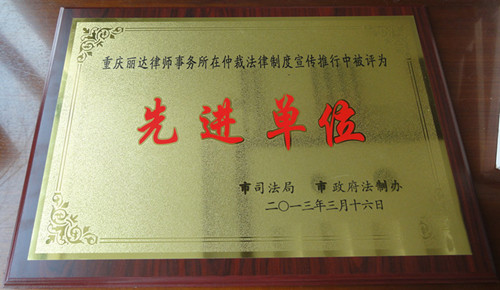 重庆丽达律师事务所在仲裁法律制度宣传推行中被评为
先进单位
市司法局 市政府法制办
二〇一三年三月十六日